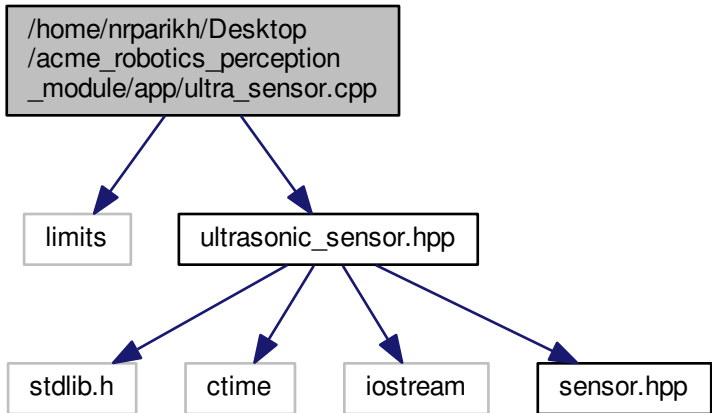 /home/nrparikh/Desktop
/acme_robotics_perception
_module/app/ultra_sensor.cpp
limits
ultrasonic_sensor.hpp
stdlib.h
ctime
iostream
sensor.hpp